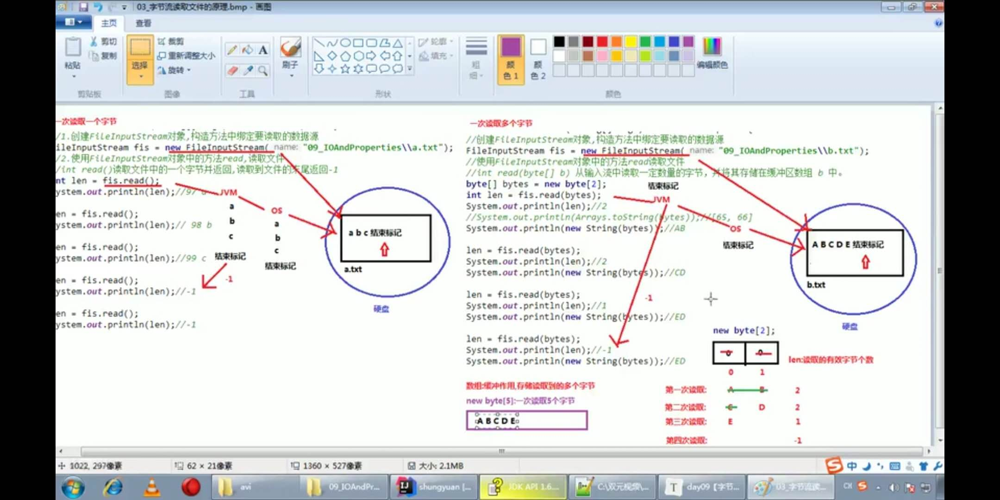 03_字节流读取文件的原理.bmp - 画图
主页 查看
粘贴
剪切
复制
剪贴板
选择
裁剪
重新调整大小
旋转
图像
A
工具
刷子
轮廓
填充
形状
粗细
颜色 1
颜色 2
编辑颜色
颜色
一次读取一个字节
/1.创建FileInputStream对象,构造方法中绑定要读取的数据源
ileInputStream fis = new FileInputStream( name: "09_IOAndProperties\\a.txt");
/2.使用FileInputStream对象中的方法read,读取文件
/int read()读取文件中的一个字节并返回,读取到文件的末尾返回-1
nt len = fis.read();
ystem.out.println(len);//97 a
en = fis.read();
ystem.out.println(len);// 98 b
en = fis.read();
ystem.out.println(len);//99 c
en = fis.read();
ystem.out.println(len);//-1
en = fis.read();
ystem.out.println(len);//-1
JVM
a
b
c
结束标记
-1
OS
a
b
c
结束标记
a b c 结束标记
a.txt
硬盘
一次读取多个字节
//创建FileInputStream对象,构造方法中绑定要读取的数据源
FileInputStream fis = new FileInputStream( name: "09_IOAndProperties\\b.txt");
//使用FileInputStream对象中的方法read读取文件
//int read(byte[] b) 从输入流中读取一定数量的字节，并将其存储在缓冲区数组 b 中。
byte[] bytes = new byte[2];
int len = fis.read(bytes);
System.out.println(len);//2
//System.out.println(Arrays.toString(bytes));//[65, 66]
System.out.println(new String(bytes));//AB
len = fis.read(bytes);
System.out.println(len);//2
System.out.println(new String(bytes));//CD
len = fis.read(bytes);
System.out.println(len);//1
System.out.println(new String(bytes));//ED
len = fis.read(bytes);
System.out.println(len);//-1
System.out.println(new String(bytes));//ED
结束标记
JVM
-1
OS
结束标记
A B C D E 结束标记
b.txt
硬盘
new byte[2];
0 0
0 1
len:读取的有效字节个数
数组:缓冲作用,存储读取到的多个字节
new byte[5]:一次读取5个字节
A B C D E
第一次读取: A B 2
第二次读取: C D 2
第三次读取: E 1
第四次读取: -1
1022, 297像素
62 × 21像素
1360 × 527像素
大小: 2.1MB
中
avi
09_IOAndPr...
shungyuan [...
JDK API 1.6....
C:\双元视频\...
day09【字节...
03_字节流读...
CH